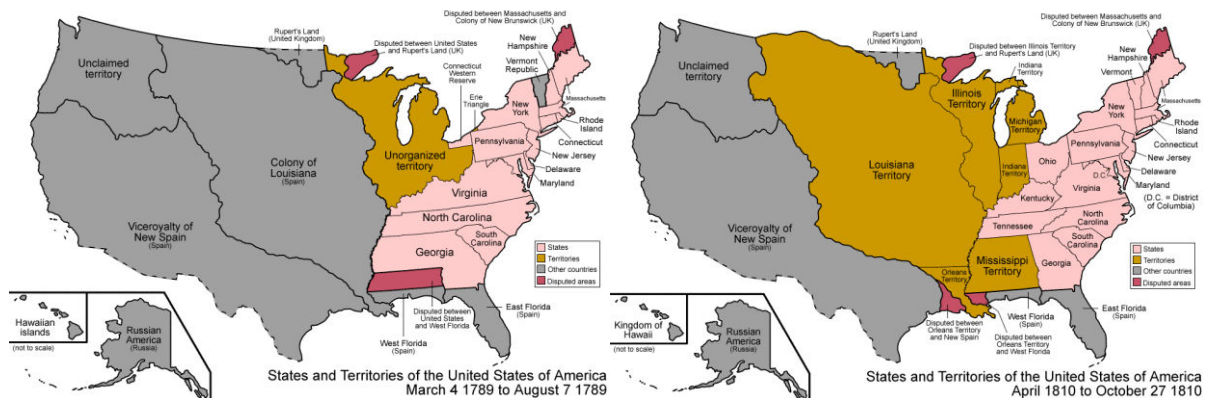 Disputed between Massachusetts and
Colony of New Brunswick (UK)
Rupert's Land
(United Kingdom)
Disputed between United States
and Rupert's Land (UK)
New
Hampshire
Vermont
Republic
Connecticut
Western
Reserve
Erie
Triangle
Unclaimed
territory
New
York
Massachusetts
Rhode
Island
Connecticut
Pennsylvania
New Jersey
Delaware
Maryland
Unorganized
territory
Colony of
Louisiana
(Spain)
Virginia
Viceroyalty of
New Spain
(Spain)
North Carolina
South
Carolina
Georgia
States
Territories
Other countries
Disputed areas
Disputed between
United States
and West Florida
West Florida
(Spain)
East Florida
(Spain)
Hawaiian
islands
(not to scale)
Russian
America
(Russia)
States and Territories of the United States of America
March 4 1789 to August 7 1789
Disputed between Massachusetts and
Colony of New Brunswick (UK)
Rupert's Land
(United Kingdom)
Disputed between Illinois Territory
and Rupert's Land (UK)
Indiana
Territory
New
Hampshire
Vermont
Unclaimed
territory
Illinois
Territory
Michigan
Territory
New
York
Massachusetts
Rhode
Island
Connecticut
Pennsylvania
New Jersey
Delaware
Maryland
(D.C. = District
of Columbia)
D.C.
Louisiana
Territory
Indiana
Territory
Ohio
Kentucky
Virginia
Viceroyalty of
New Spain
(Spain)
Tennessee
North
Carolina
South
Carolina
Mississippi
Territory
Georgia
Orleans
Territory
States
Territories
Other countries
Disputed areas
West Florida
(Spain)
East Florida
(Spain)
Disputed between
Orleans Territory
and New Spain
Disputed between
Orleans Territory
and West Florida
Kingdom of
Hawaii
(not to scale)
Russian
America
(Russia)
States and Territories of the United States of America
April 1810 to October 27 1810